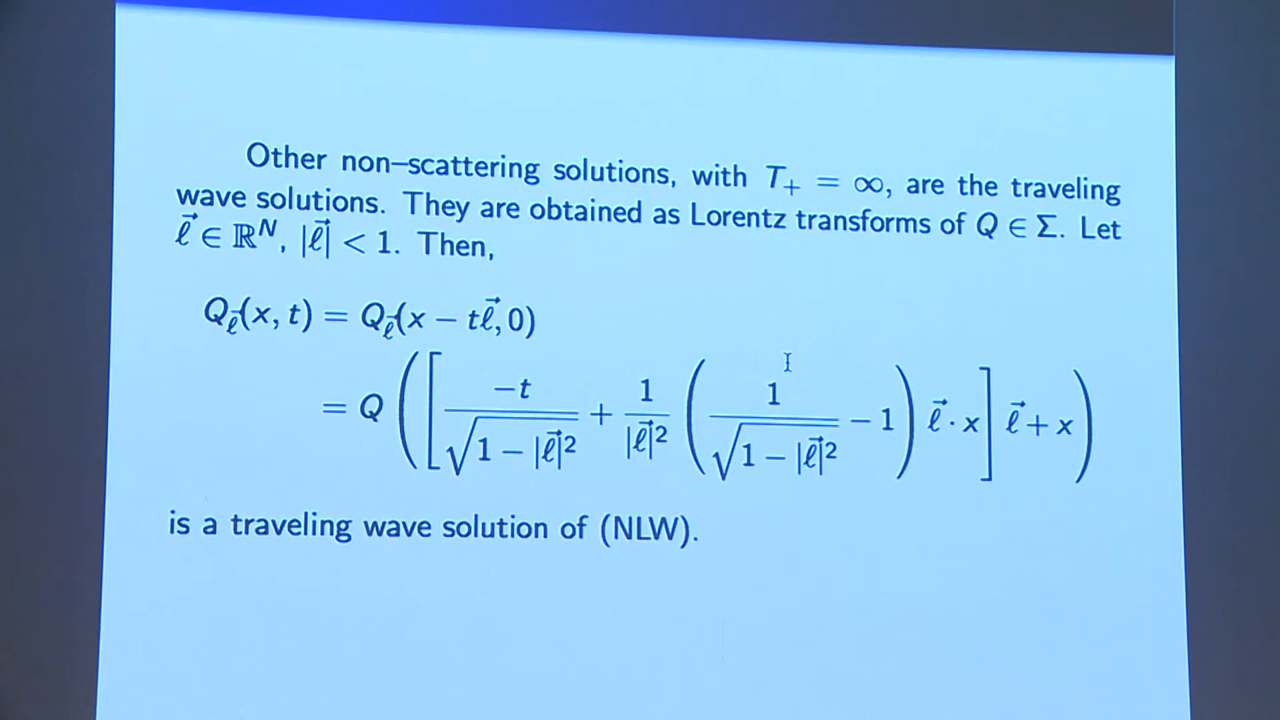 Other non–scattering solutions, with T₊ = ∞, are the traveling
wave solutions. They are obtained as Lorentz transforms of Q ∈ Σ. Let
ℓ⃗ ∈ ℝᴺ, |ℓ⃗| < 1. Then,
Q_ℓ⃗(x, t) = Q_ℓ⃗(x − tℓ⃗, 0)
= Q([−t/√(1 − |ℓ⃗|²) + 1/|ℓ⃗|² (1/√(1 − |ℓ⃗|²) − 1) ℓ⃗ · x] ℓ⃗ + x)
is a traveling wave solution of (NLW).